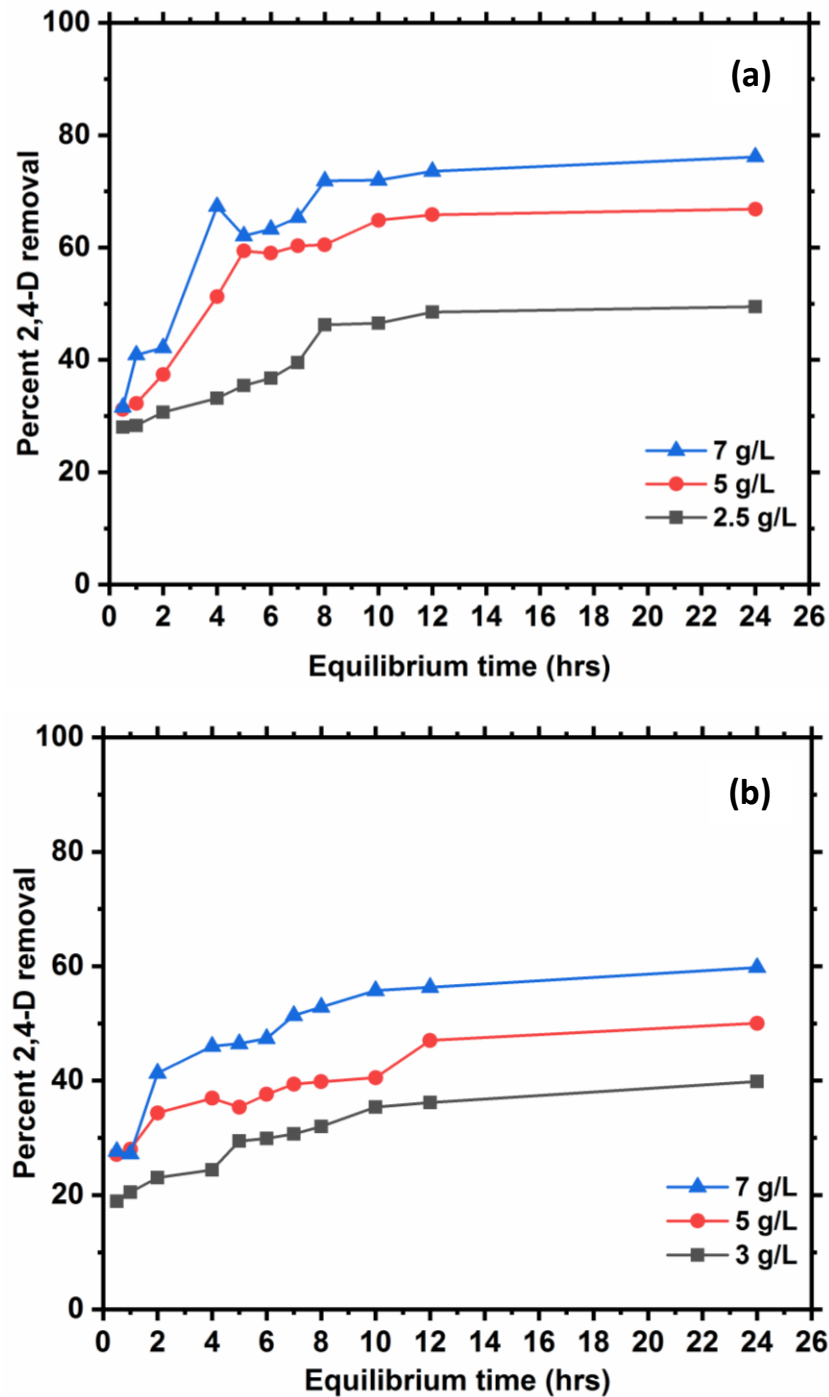 100
(a)
80
60
40
20
0
7 g/L
5 g/L
2.5 g/L
0 2 4 6 8 10 12 14 16 18 20 22 24 26
Equilibrium time (hrs)
Percent 2,4-D removal
100
(b)
80
60
40
20
0
7 g/L
5 g/L
3 g/L
0 2 4 6 8 10 12 14 16 18 20 22 24 26
Equilibrium time (hrs)
Percent 2,4-D removal